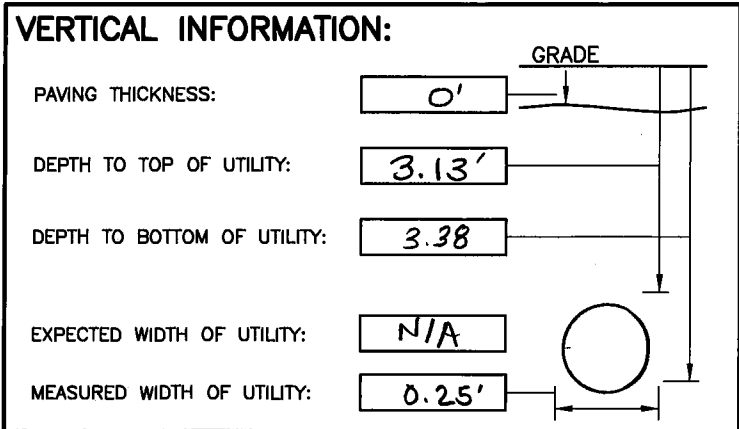 VERTICAL INFORMATION:
GRADE
PAVING THICKNESS: 0'
DEPTH TO TOP OF UTILITY: 3.13'
DEPTH TO BOTTOM OF UTILITY: 3.38
EXPECTED WIDTH OF UTILITY: N/A
MEASURED WIDTH OF UTILITY: 0.25'